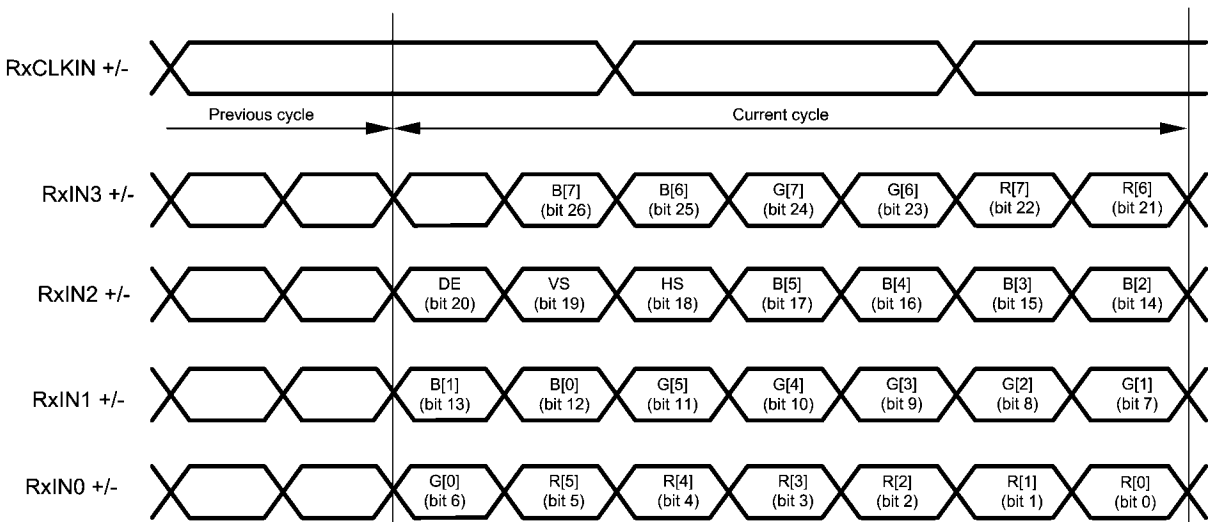 RxCLKIN +/-
Previous cycle
Current cycle
RxIN3 +/-
B[7]
(bit 26)
B[6]
(bit 25)
G[7]
(bit 24)
G[6]
(bit 23)
R[7]
(bit 22)
R[6]
(bit 21)
RxIN2 +/-
DE
(bit 20)
VS
(bit 19)
HS
(bit 18)
B[5]
(bit 17)
B[4]
(bit 16)
B[3]
(bit 15)
B[2]
(bit 14)
RxIN1 +/-
B[1]
(bit 13)
B[0]
(bit 12)
G[5]
(bit 11)
G[4]
(bit 10)
G[3]
(bit 9)
G[2]
(bit 8)
G[1]
(bit 7)
RxIN0 +/-
G[0]
(bit 6)
R[5]
(bit 5)
R[4]
(bit 4)
R[3]
(bit 3)
R[2]
(bit 2)
R[1]
(bit 1)
R[0]
(bit 0)